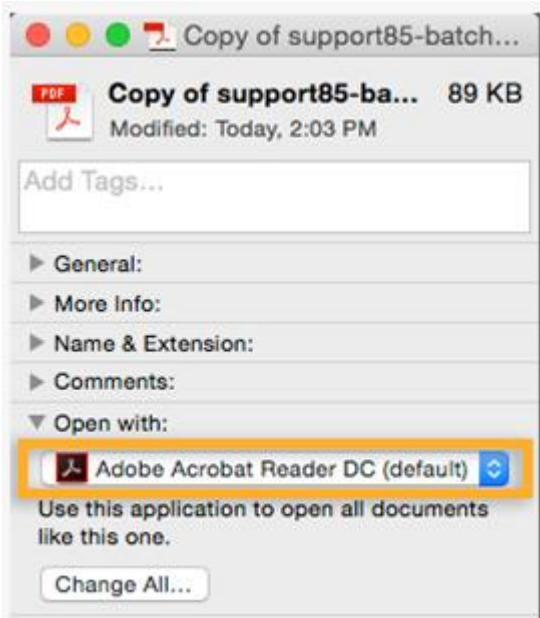 Copy of support85-batch...
PDF
Copy of support85-ba... 89 KB
Modified: Today, 2:03 PM
Add Tags...
General:
More Info:
Name & Extension:
Comments:
Open with:
Adobe Acrobat Reader DC (default)
Use this application to open all documents
like this one.
Change All...